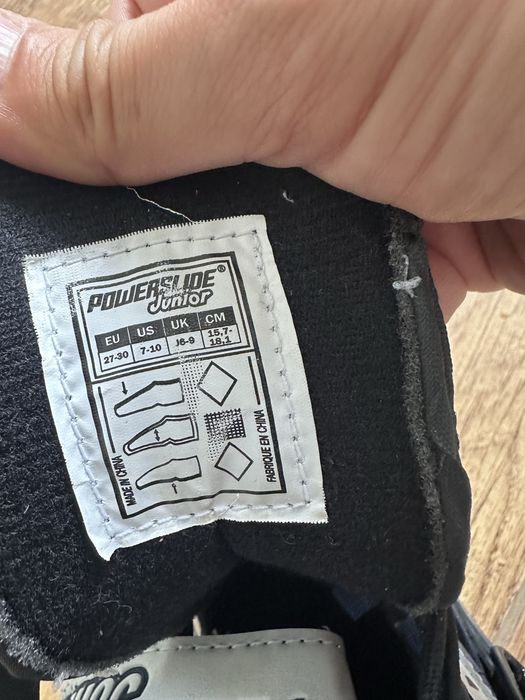 POWERSLIDE®
Junior
EU US UK CM
27-30 7-10 J6-9 15,7-18,1
MADE IN CHINA
FABRIQUE EN CHINA